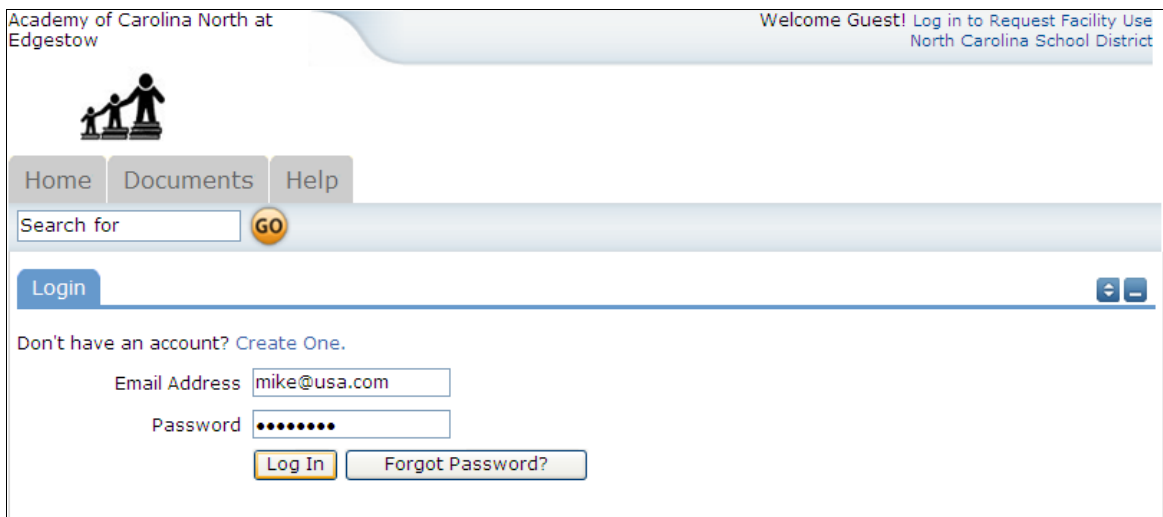 Academy of Carolina North at
Edgestow
Welcome Guest! Log in to Request Facility Use
North Carolina School District
Home Documents Help
Search for GO
Login
Don't have an account? Create One.
Email Address mike@usa.com
Password ••••••••
Log In Forgot Password?